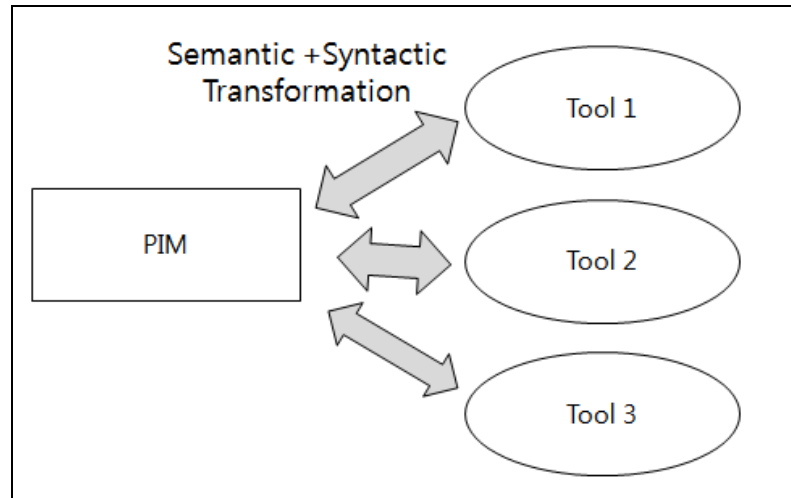 Semantic +Syntactic
Transformation
Tool 1
PIM
Tool 2
Tool 3